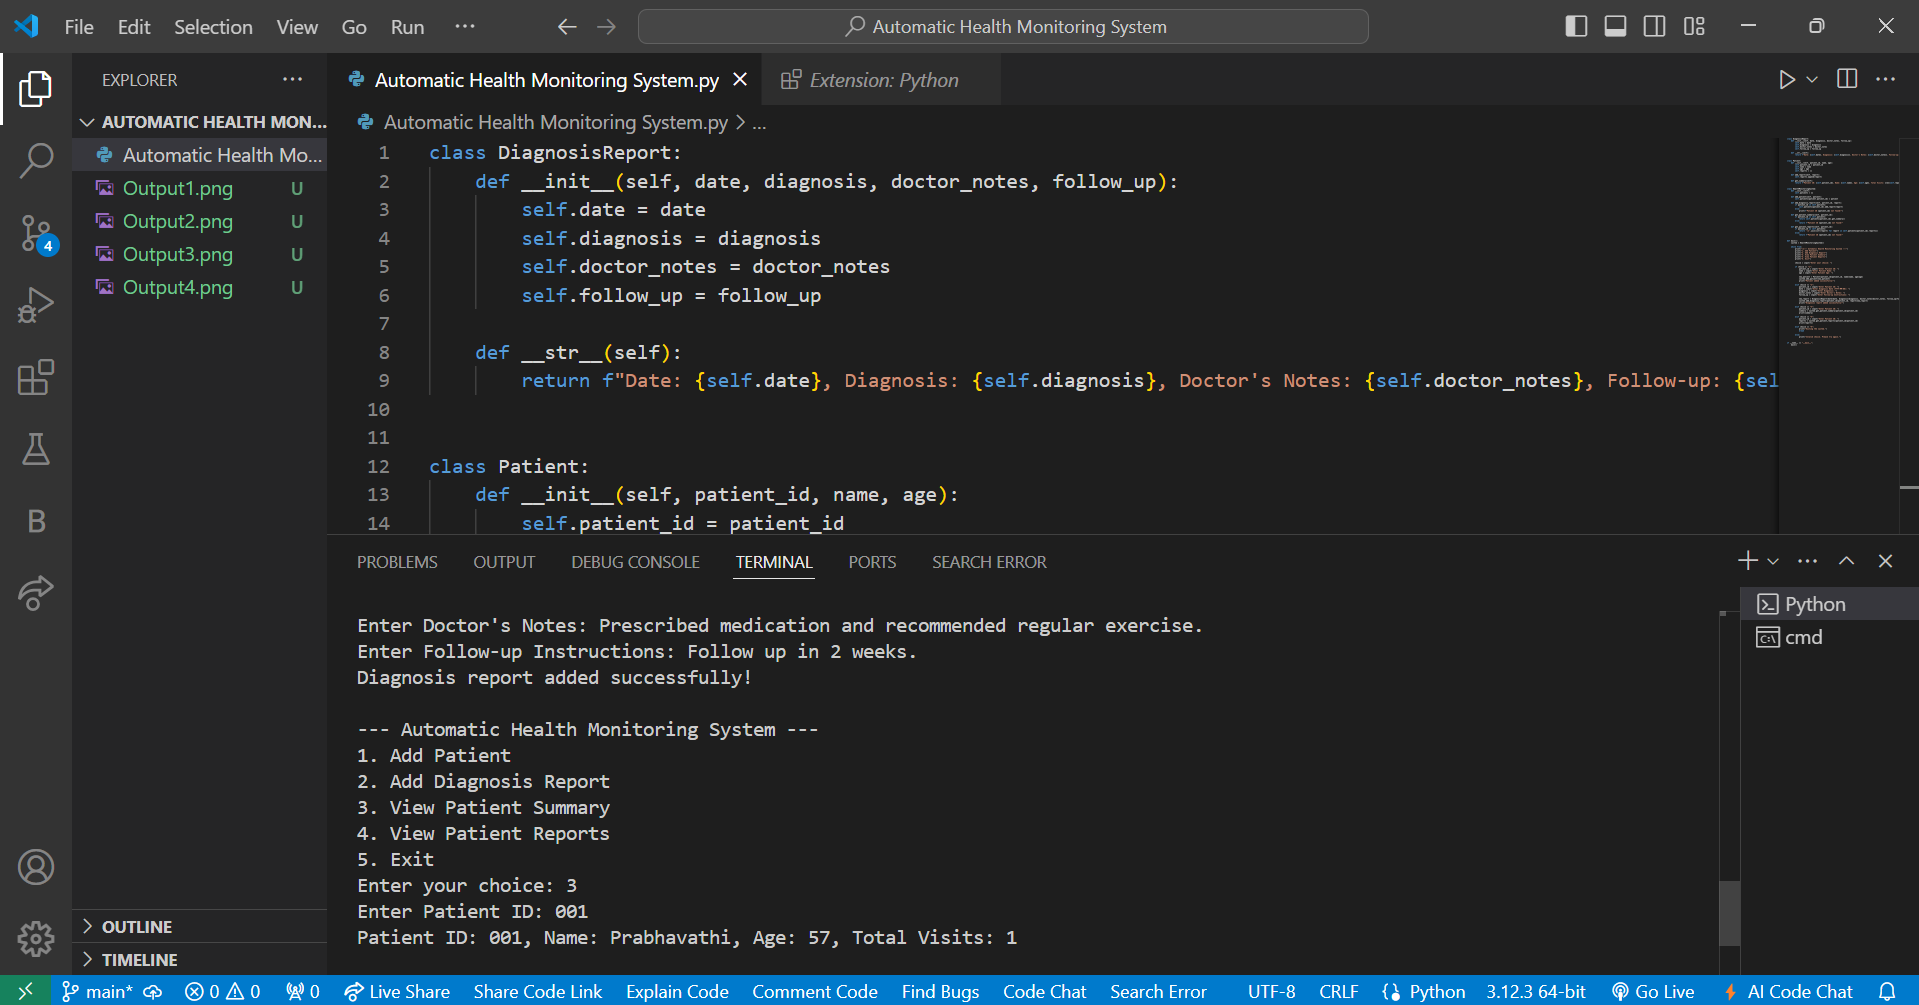 File Edit Selection View Go Run ··· Automatic Health Monitoring System
EXPLORER ···
AUTOMATIC HEALTH MON...
Automatic Health Mo...
Output1.png U
Output2.png U
Output3.png U
Output4.png U
4
B
OUTLINE
TIMELINE
Automatic Health Monitoring System.py Extension: Python
Automatic Health Monitoring System.py > ...
1 class DiagnosisReport:
2 def __init__(self, date, diagnosis, doctor_notes, follow_up):
3 self.date = date
4 self.diagnosis = diagnosis
5 self.doctor_notes = doctor_notes
6 self.follow_up = follow_up
7
8 def __str__(self):
9 return f"Date: {self.date}, Diagnosis: {self.diagnosis}, Doctor's Notes: {self.doctor_notes}, Follow-up: {sel
10
11
12 class Patient:
13 def __init__(self, patient_id, name, age):
14 self.patient_id = patient_id
PROBLEMS OUTPUT DEBUG CONSOLE TERMINAL PORTS SEARCH ERROR
Python
cmd
Enter Doctor's Notes: Prescribed medication and recommended regular exercise.
Enter Follow-up Instructions: Follow up in 2 weeks.
Diagnosis report added successfully!
--- Automatic Health Monitoring System ---
1. Add Patient
2. Add Diagnosis Report
3. View Patient Summary
4. View Patient Reports
5. Exit
Enter your choice: 3
Enter Patient ID: 001
Patient ID: 001, Name: Prabhavathi, Age: 57, Total Visits: 1
main* 0 0 0 Live Share Share Code Link Explain Code Comment Code Find Bugs Code Chat Search Error UTF-8 CRLF Python 3.12.3 64-bit Go Live AI Code Chat